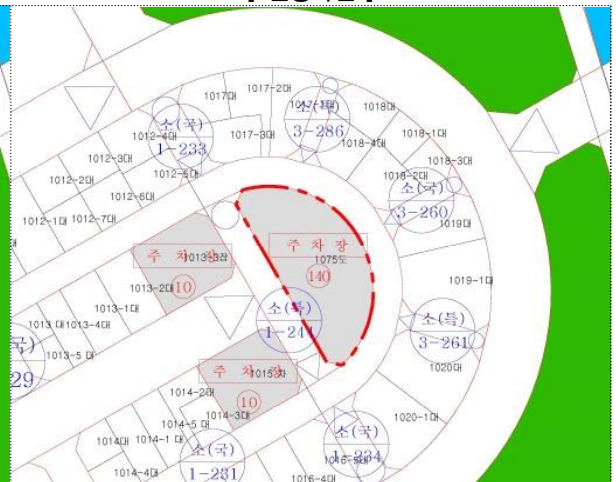 1017대
1017-2대
1018대
소(특)
3-286
1017-3대
1018-4대
1018-1대
소(국)
1-233
1012-4대
1012-5대
1012-3대
1012-2대
1012-6대
1012-1대
1012-7대
1018-2대
1018-3대
소(국)
3-260
1019대
주 차 장
1013-3잡
10
주 차 장
1075도
140
1013-2대
1013-1대
1013 대
1013-4대
1013-5 대
1019-1대
소(특)
1-244
소(특)
3-261
1020대
국)
29
주 차 장
10
1014-2대
1014-3대
1014-5 대
1014대
1014-1 대
1014-4대
소(국)
1-231
1020-1대
소(국)
1-234
1016-4대